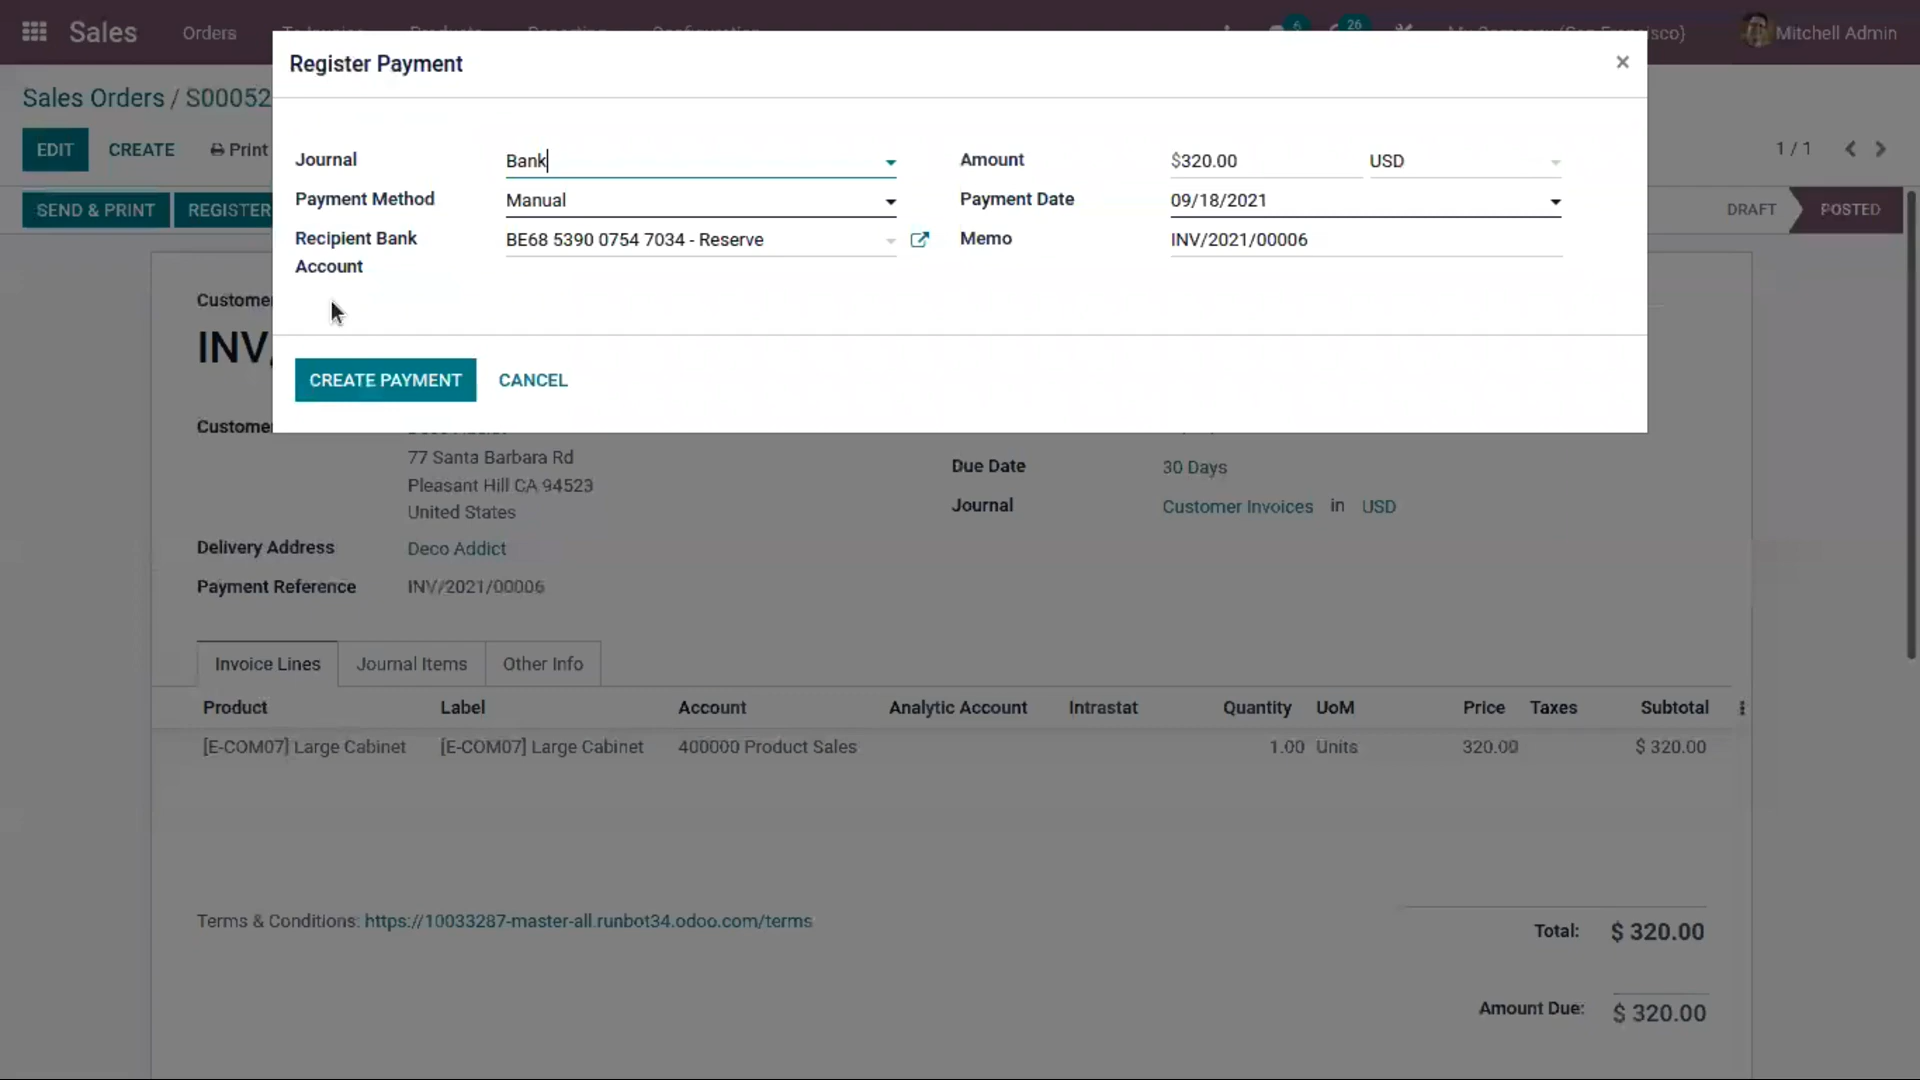 Sales Orders 6 26 Mitchell Admin
Register Payment ×
Sales Orders / S00052
EDIT CREATE Print 1 / 1
Journal Bank Amount $320.00 USD
Payment Method Manual Payment Date 09/18/2021
SEND & PRINT REGISTER DRAFT POSTED
Recipient Bank Account BE68 5390 0754 7034 - Reserve Memo INV/2021/00006
Custome
INV/
CREATE PAYMENT CANCEL
Custome
77 Santa Barbara Rd
Pleasant Hill CA 94523
United States
Due Date 30 Days
Journal Customer Invoices in USD
Delivery Address Deco Addict
Payment Reference INV/2021/00006
Invoice Lines Journal Items Other Info
Product Label Account Analytic Account Intrastat Quantity UoM Price Taxes Subtotal
[E-COM07] Large Cabinet [E-COM07] Large Cabinet 400000 Product Sales 1.00 Units 320.00 $ 320.00
Terms & Conditions: https://10033287-master-all.runbot34.odoo.com/terms
Total: $ 320.00
Amount Due: $ 320.00